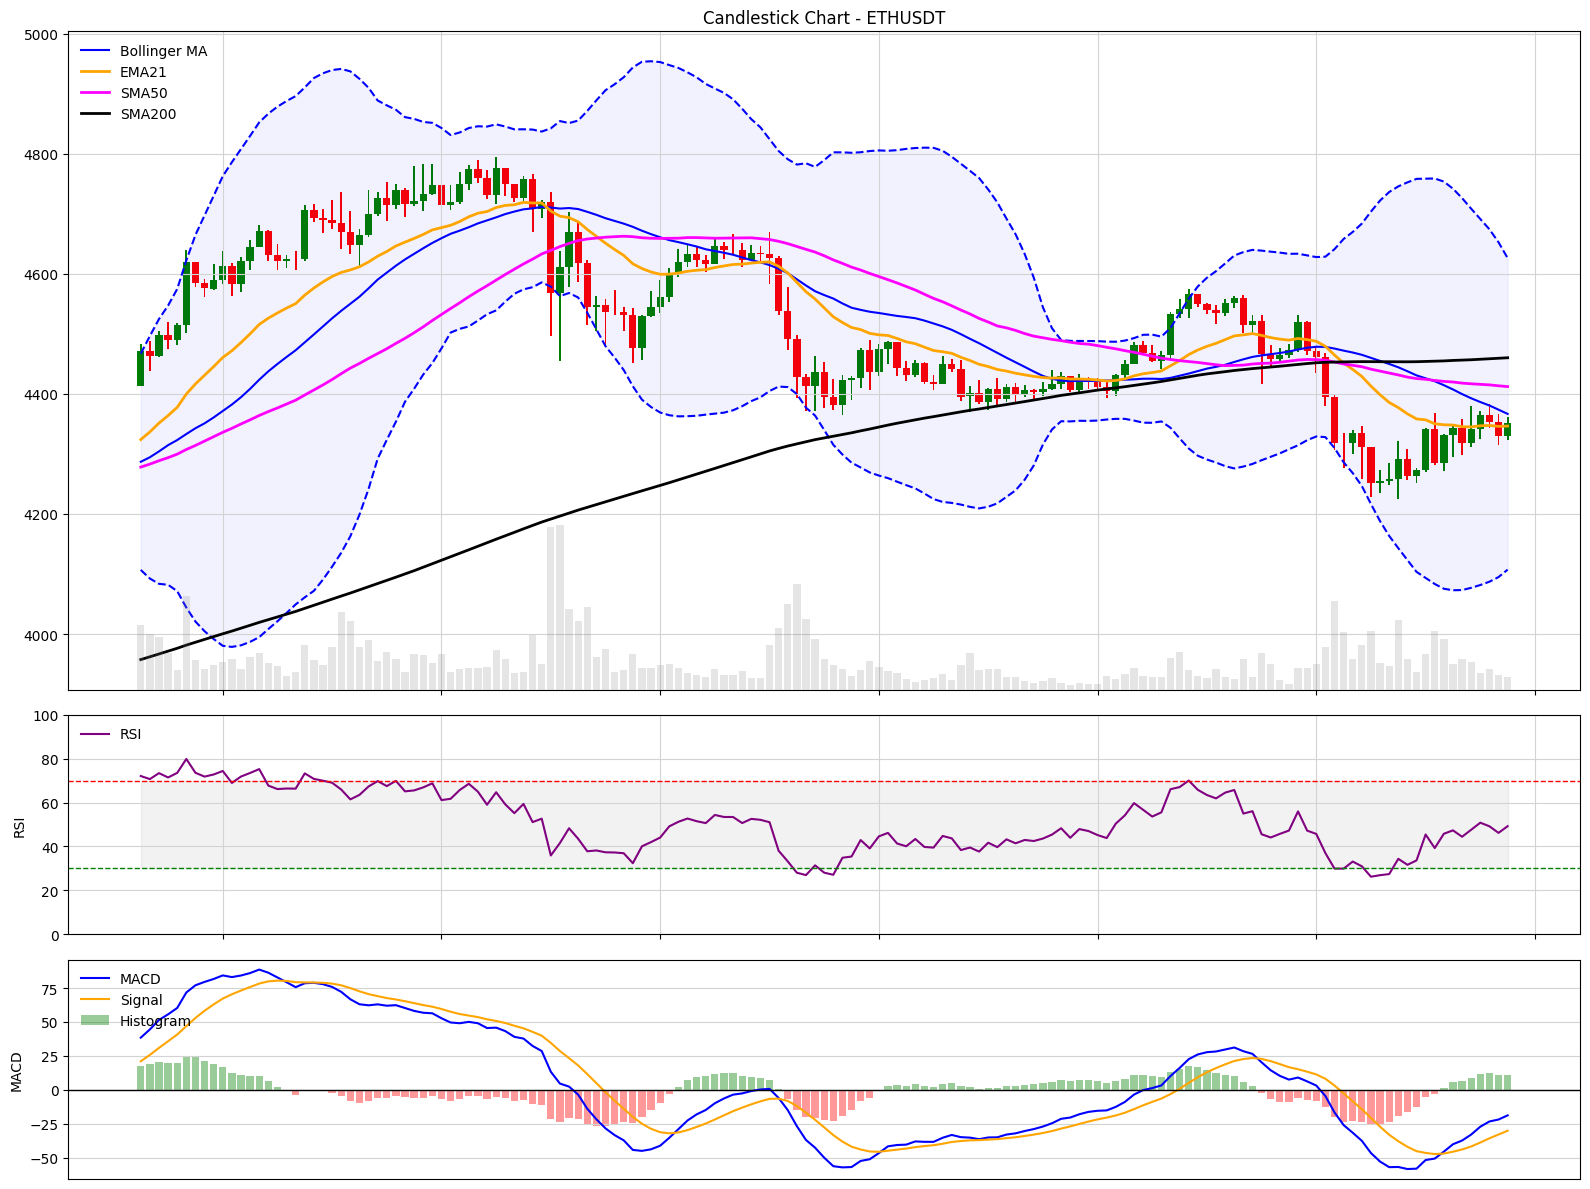 Candlestick Chart - ETHUSDT
5000
4800
4600
4400
4200
4000
Bollinger MA
EMA21
SMA50
SMA200
100
80
60
40
20
0
RSI
RSI
75
50
25
0
−25
−50
MACD
MACD
Signal
Histogram